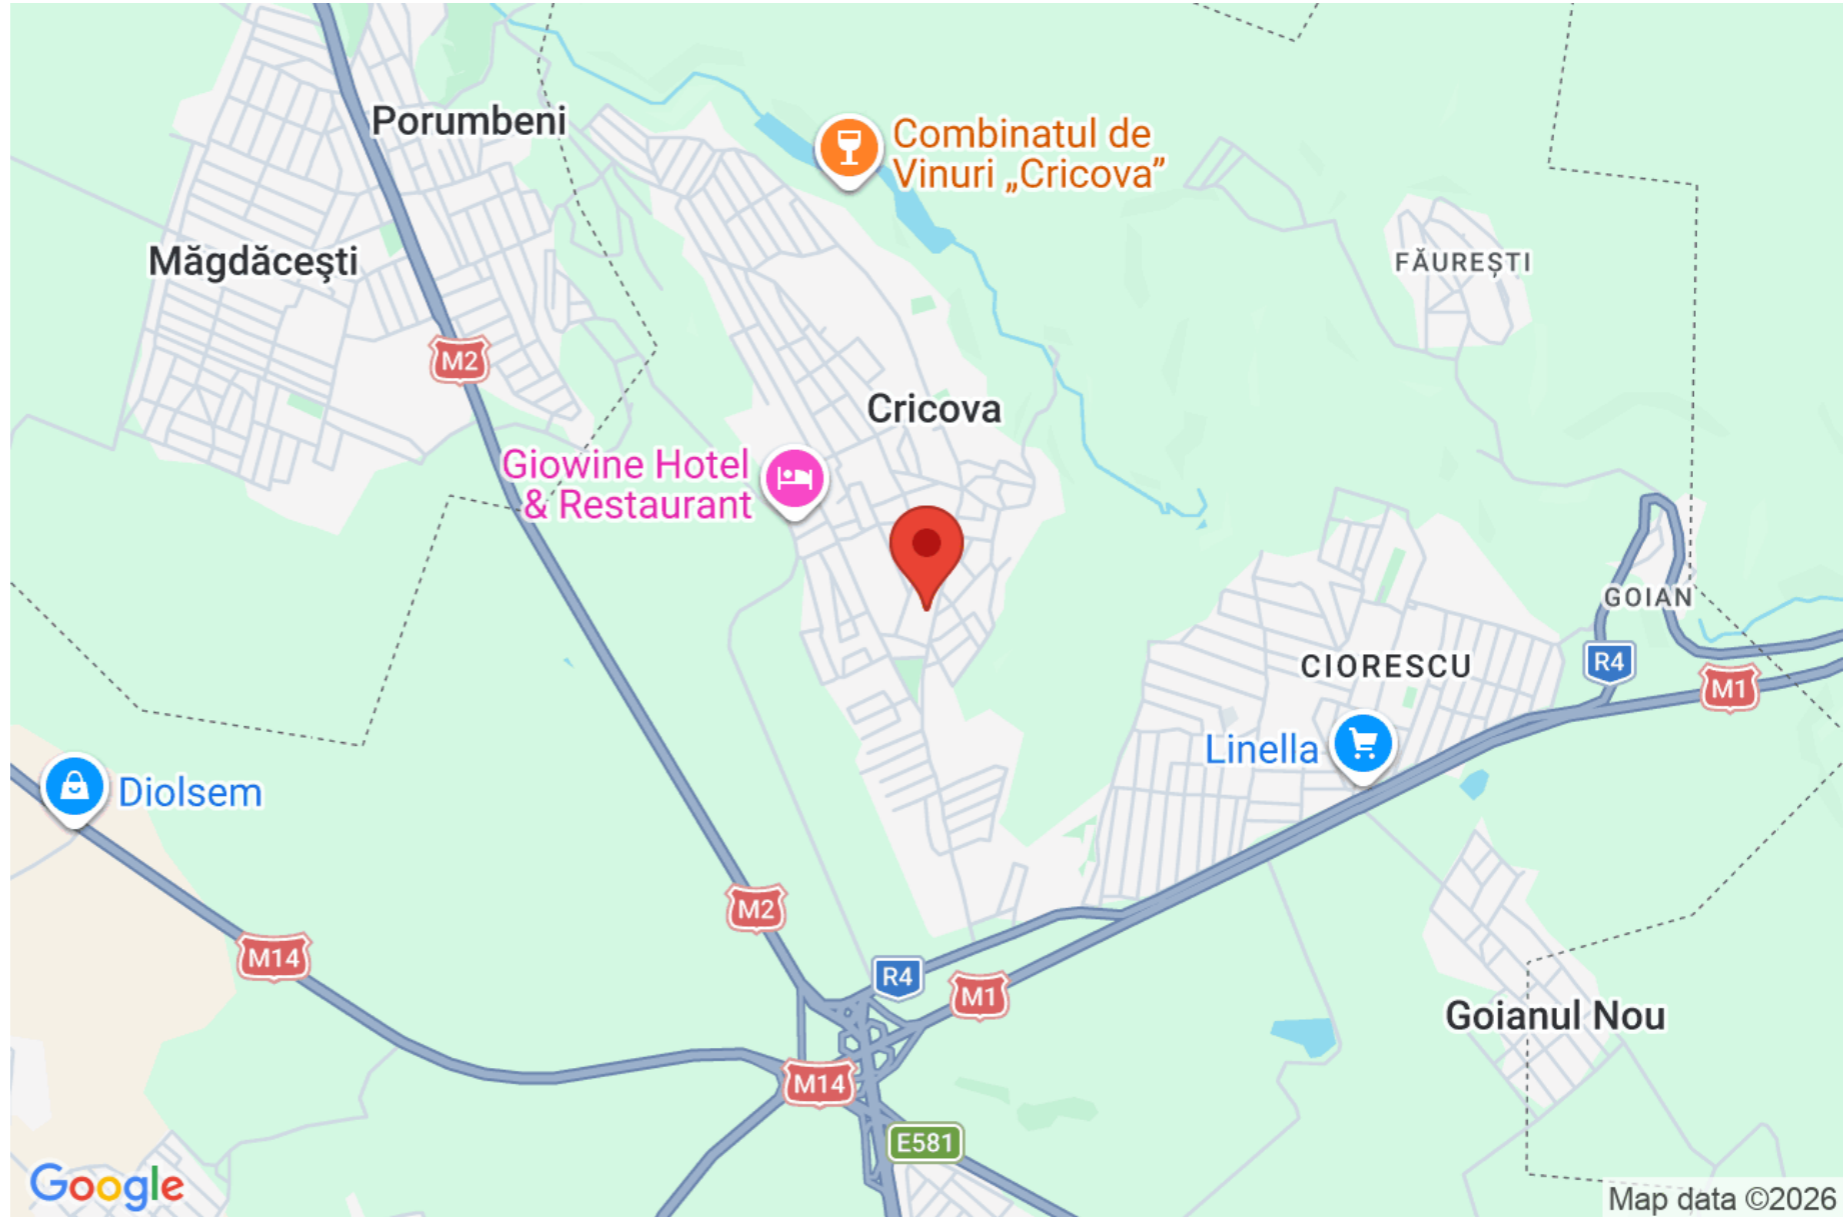 Porumbeni
Combinatul de
Vinuri „Cricova”
Măgdăceşti
FĂUREȘTI
M2
Cricova
Giowine Hotel
& Restaurant
GOIAN
CIORESCU
R4
M1
Linella
Diolsem
M2
M14
R4
M1
Goianul Nou
M14
E581
Google
Map data ©2026